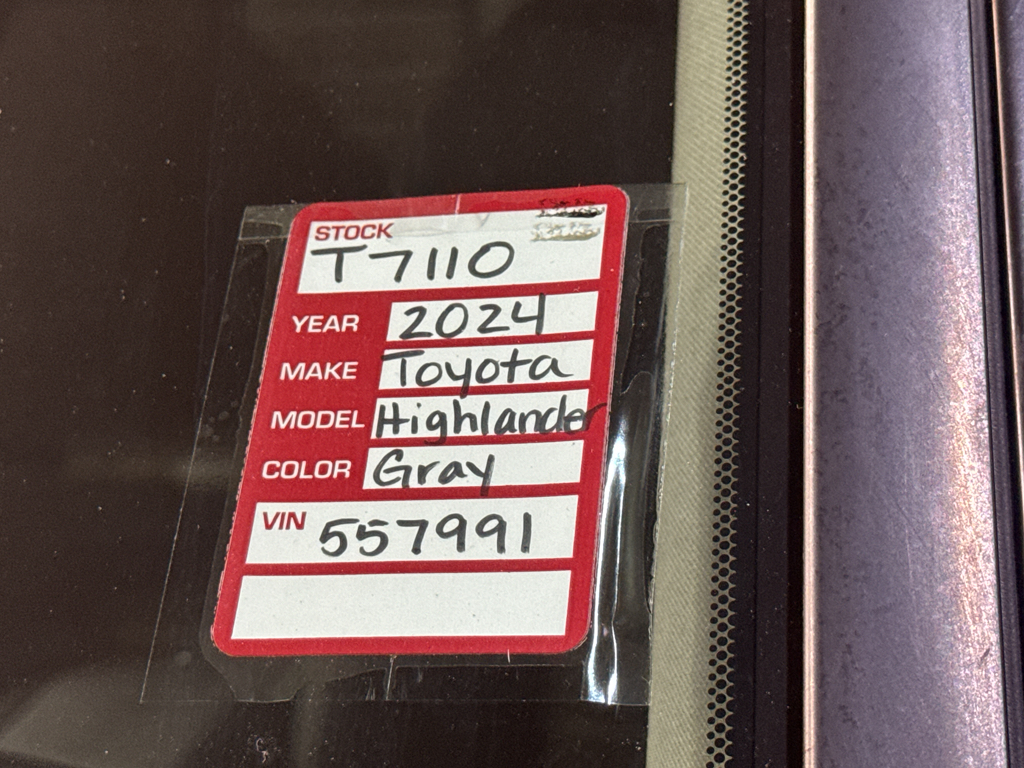 STOCK
T7110
YEAR 2024
MAKE Toyota
MODEL Highlander
COLOR Gray
VIN 557991